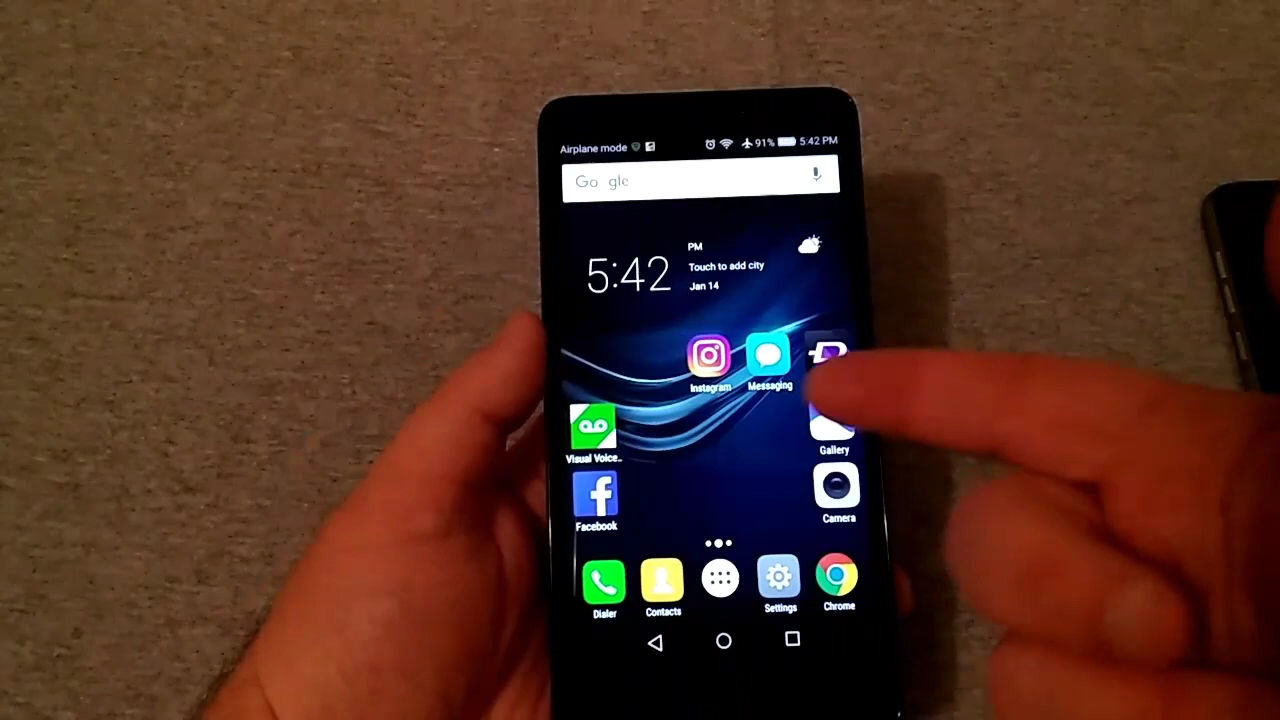 Airplane mode 91% 5:42 PM
Go gle
5:42
PM
Touch to add city
Jan 14
Instagram Messaging
Visual Voice.. Gallery
Facebook Camera
Dialer Contacts Settings Chrome